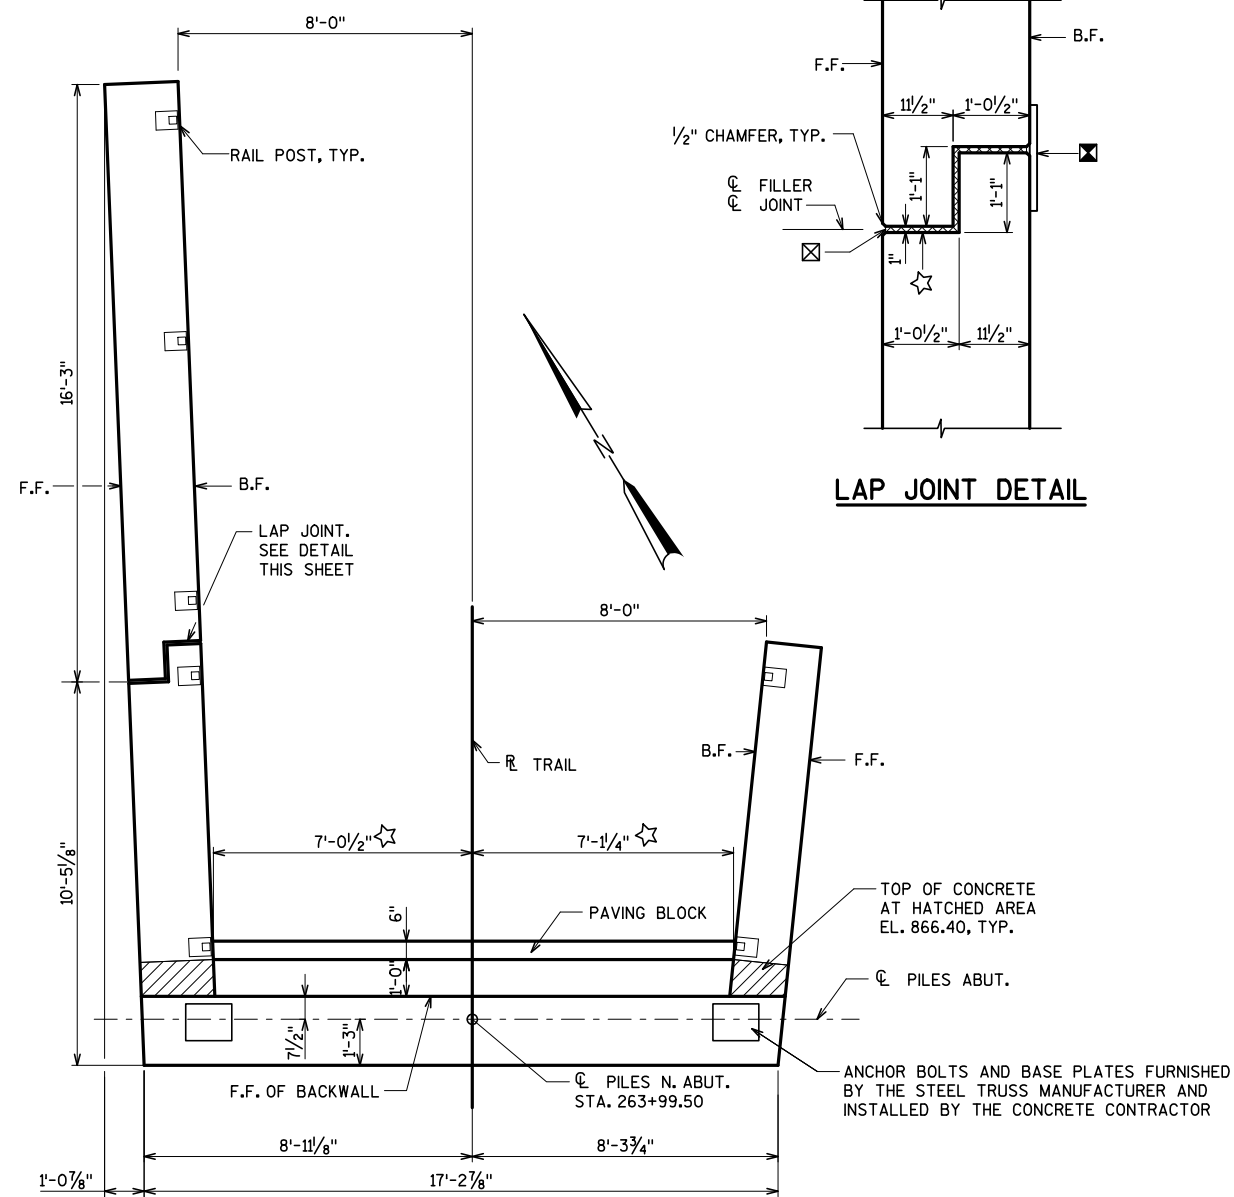 8'-0"
B.F.
F.F.
11½"
1'-0½"
½" CHAMFER, TYP.
RAIL POST, TYP.
℄ FILLER
℄ JOINT
1'-1"
1'-1"
1"
1'-0½"
11½"
16'-3"
N
F.F.
B.F.
LAP JOINT DETAIL
LAP JOINT.
SEE DETAIL
THIS SHEET
8'-0"
B.F.
F.F.
TRAIL
7'-0½"
7'-1¼"
10'-5⅛"
6"
PAVING BLOCK
TOP OF CONCRETE
AT HATCHED AREA
EL. 866.40, TYP.
1'-0"
℄ PILES ABUT.
7½"
1'-3"
F.F. OF BACKWALL
℄ PILES N. ABUT.
STA. 263+99.50
ANCHOR BOLTS AND BASE PLATES FURNISHED
BY THE STEEL TRUSS MANUFACTURER AND
INSTALLED BY THE CONCRETE CONTRACTOR
8'-11⅛"
8'-3¾"
1'-0⅞"
17'-2⅞"